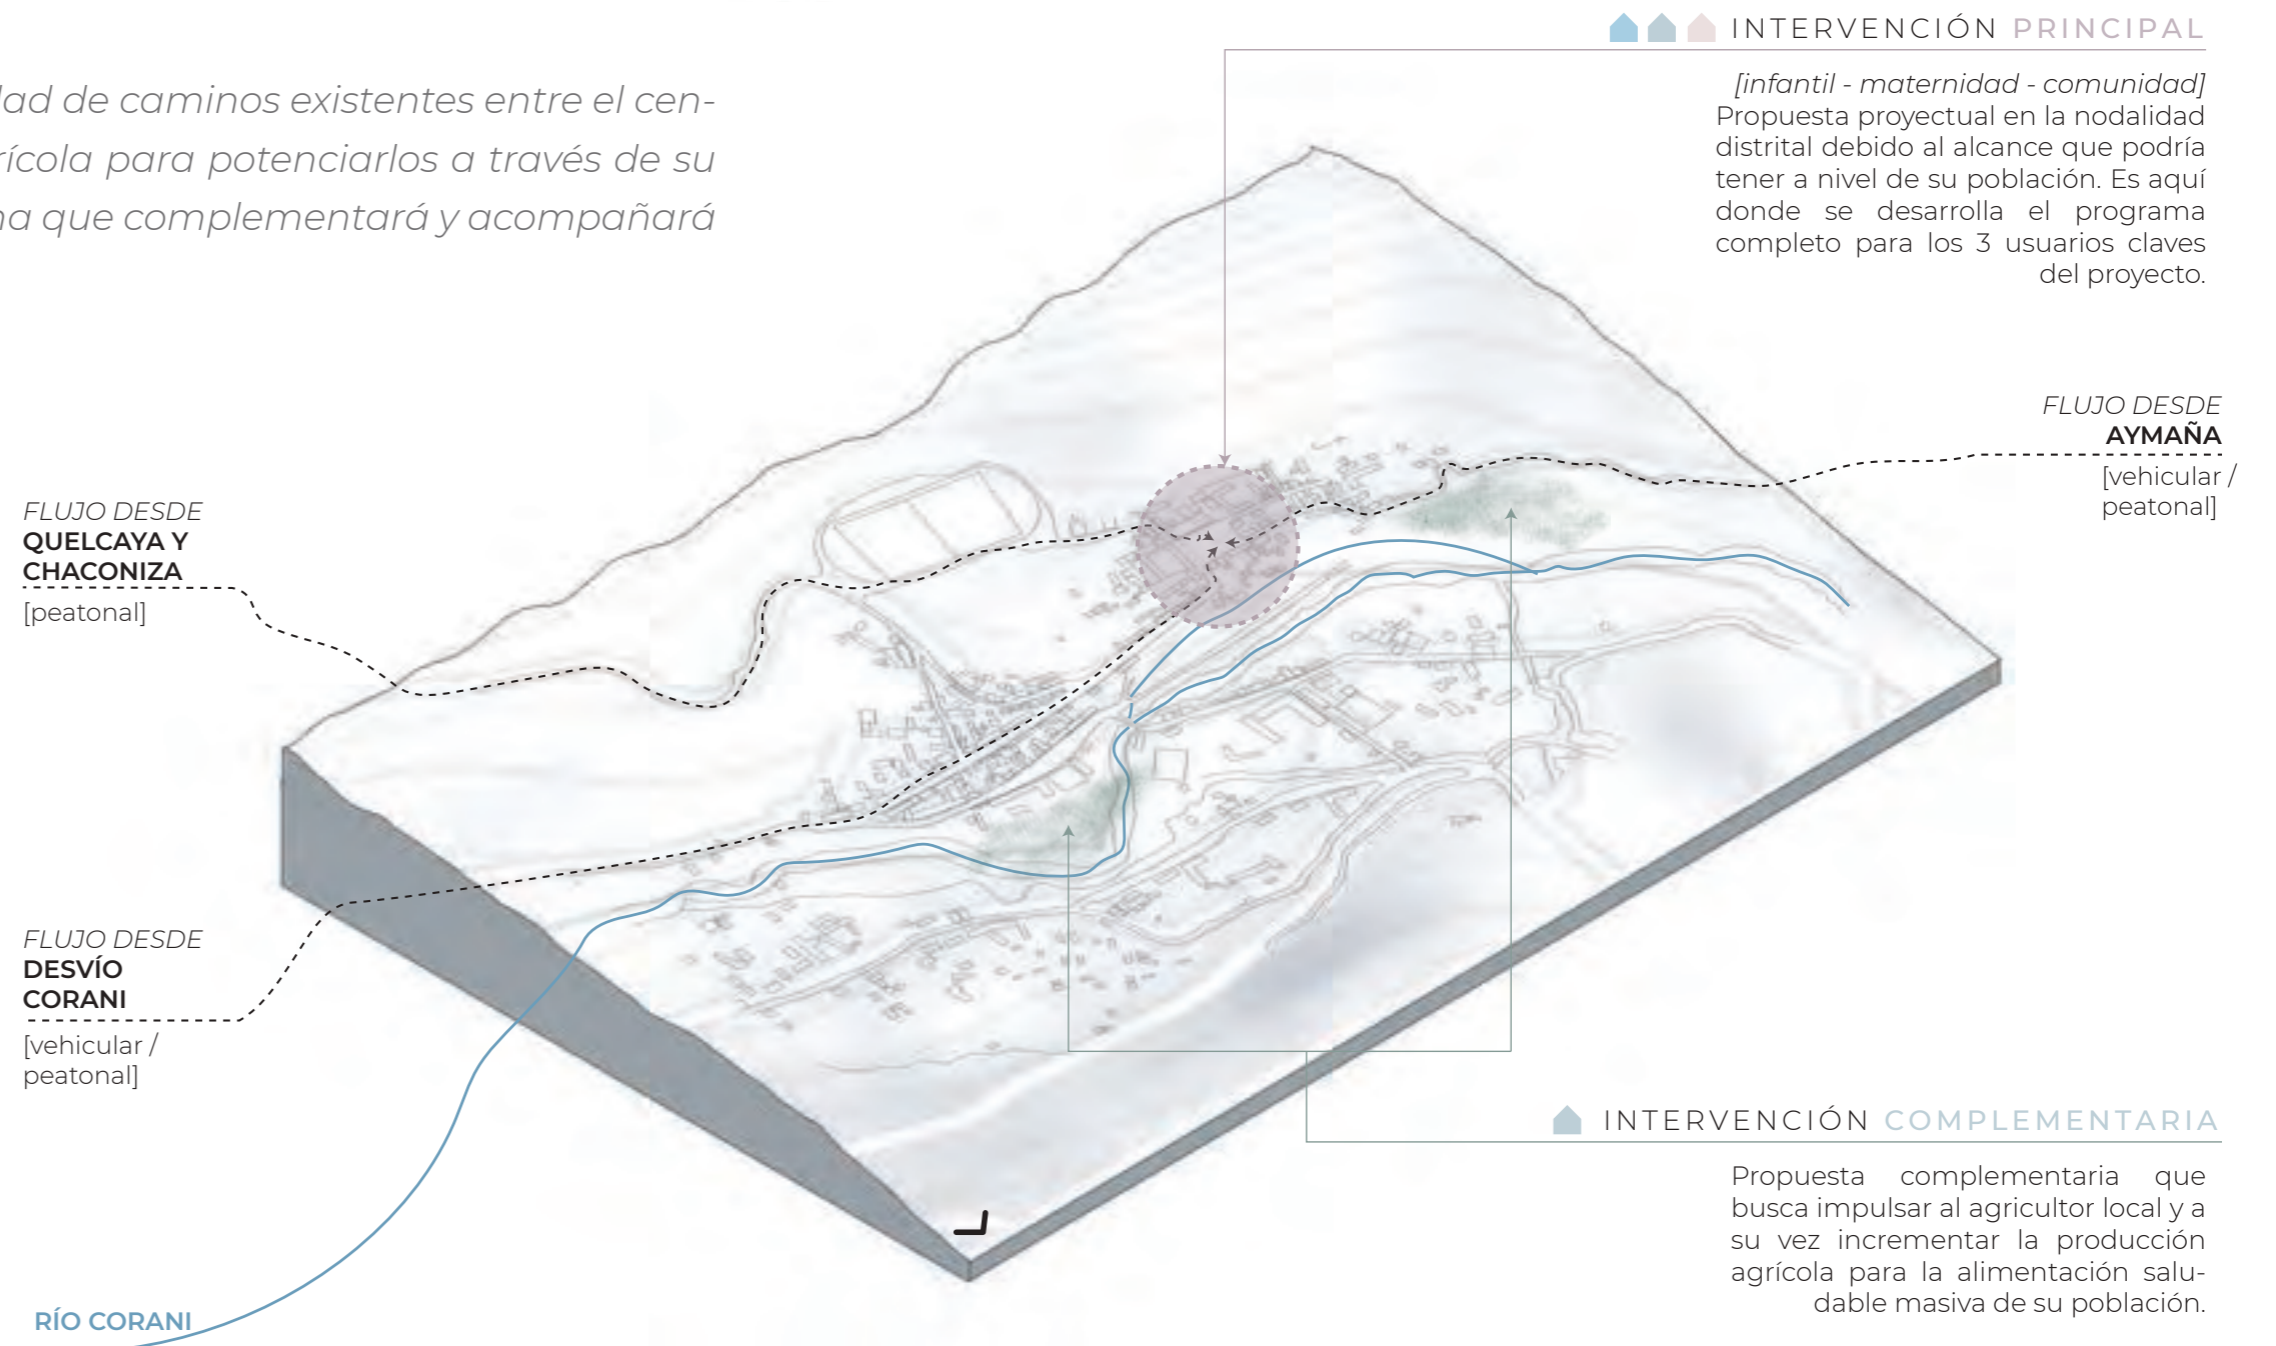 de caminos existentes entre el cen-
para potenciarlos a través de su
que complementará y acompañará
INTERVENCIÓN PRINCIPAL
[infantil - maternidad - comunidad]
Propuesta proyectual en la nodalidad
distrital debido al alcance que podría
tener a nivel de su población. Es aquí
donde se desarrolla el programa
completo para los 3 usuarios claves
del proyecto.
FLUJO DESDE
AYMAÑA
[vehicular /
peatonal]
FLUJO DESDE
QUELCAYA Y
CHACONIZA
[peatonal]
FLUJO DESDE
DESVÍO
CORANI
[vehicular /
peatonal]
RÍO CORANI
INTERVENCIÓN COMPLEMENTARIA
Propuesta complementaria que
busca impulsar al agricultor local y a
su vez incrementar la producción
agrícola para la alimentación salu-
dable masiva de su población.